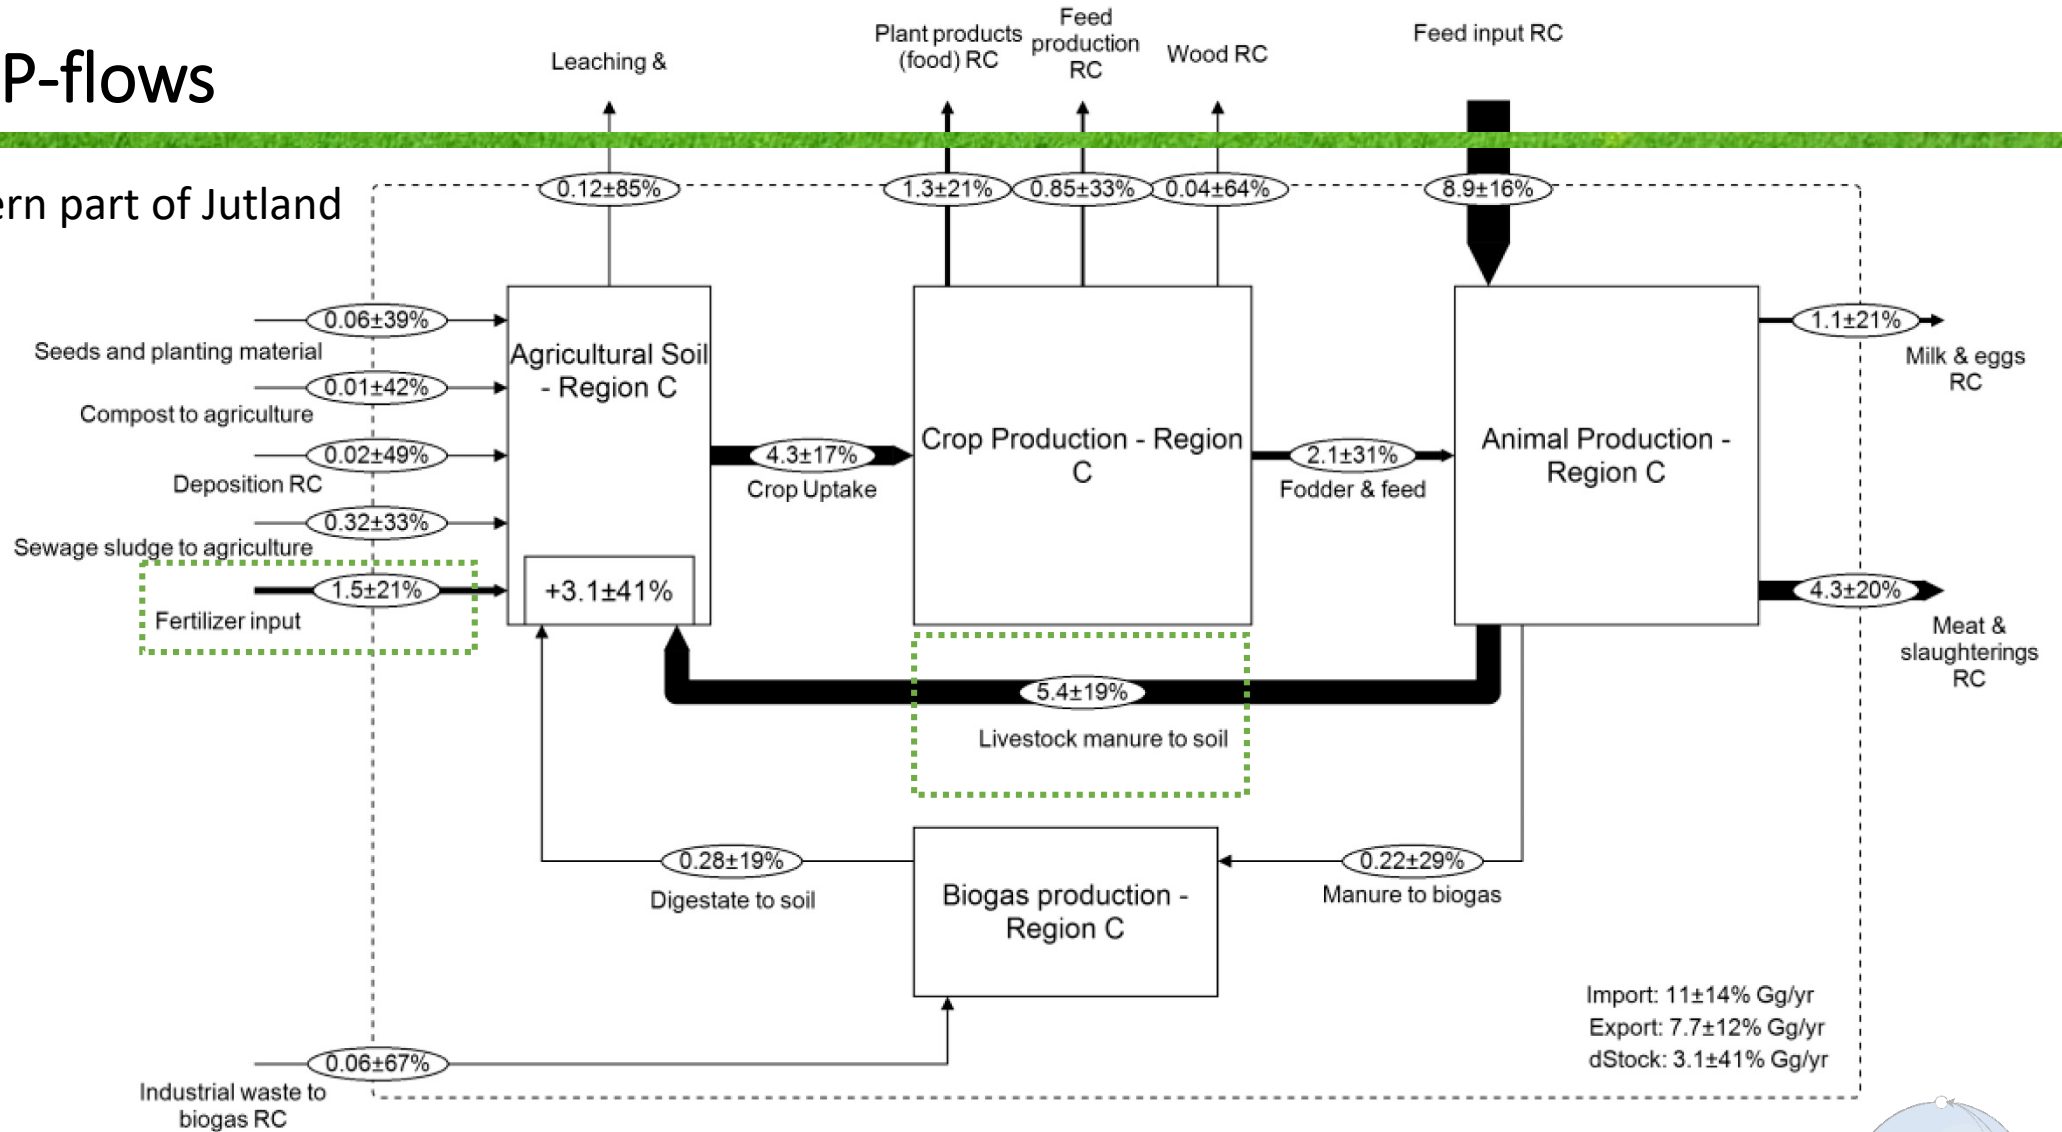 P-flows
ern part of Jutland
Leaching &
Plant products
(food) RC
Feed
production
RC
Wood RC
Feed input RC
0.12±85%
1.3±21%
0.85±33%
0.04±64%
8.9±16%
0.06±39%
Seeds and planting material
0.01±42%
Compost to agriculture
0.02±49%
Deposition RC
0.32±33%
Sewage sludge to agriculture
1.5±21%
Fertilizer input
Agricultural Soil
- Region C
+3.1±41%
4.3±17%
Crop Uptake
Crop Production - Region
C
2.1±31%
Fodder & feed
Animal Production -
Region C
1.1±21%
Milk & eggs
RC
4.3±20%
Meat &
slaughterings
RC
5.4±19%
Livestock manure to soil
0.28±19%
Digestate to soil
Biogas production -
Region C
0.22±29%
Manure to biogas
0.06±67%
Industrial waste to
biogas RC
Import: 11±14% Gg/yr
Export: 7.7±12% Gg/yr
dStock: 3.1±41% Gg/yr